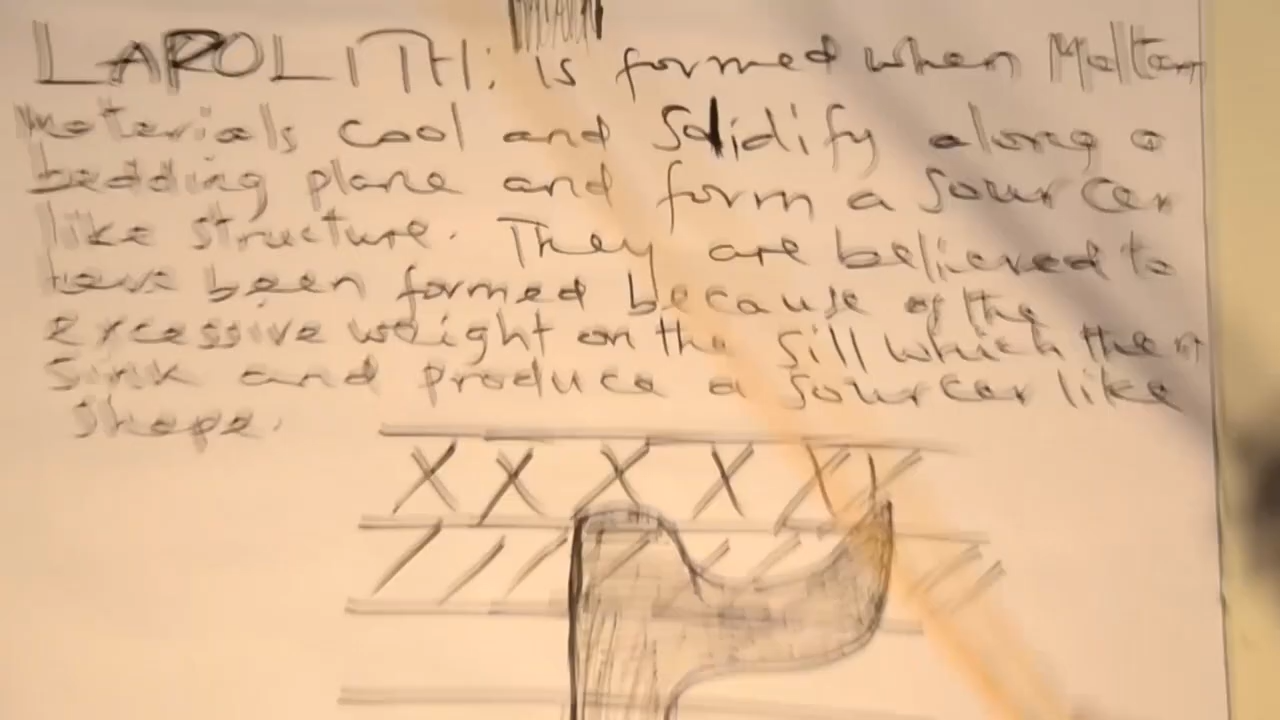 LAPOLITH: is formed when Moltan
materials cool and Solidify along a
bedding plane and form a Sourcer
like structure. They are believed to
have been formed because of the
excessive weight on the Sill which then
Sink and produce a Sourcer like
Shape.